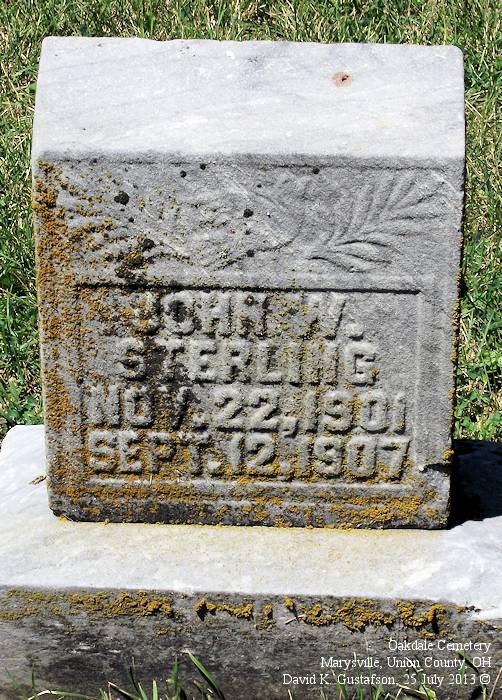 JOHN W.
STERLING
NOV. 22, 1901
SEPT. 12. 1907
Oakdale Cemetery
Marysville, Union County, OH
David K. Gustafson, 25 July 2013